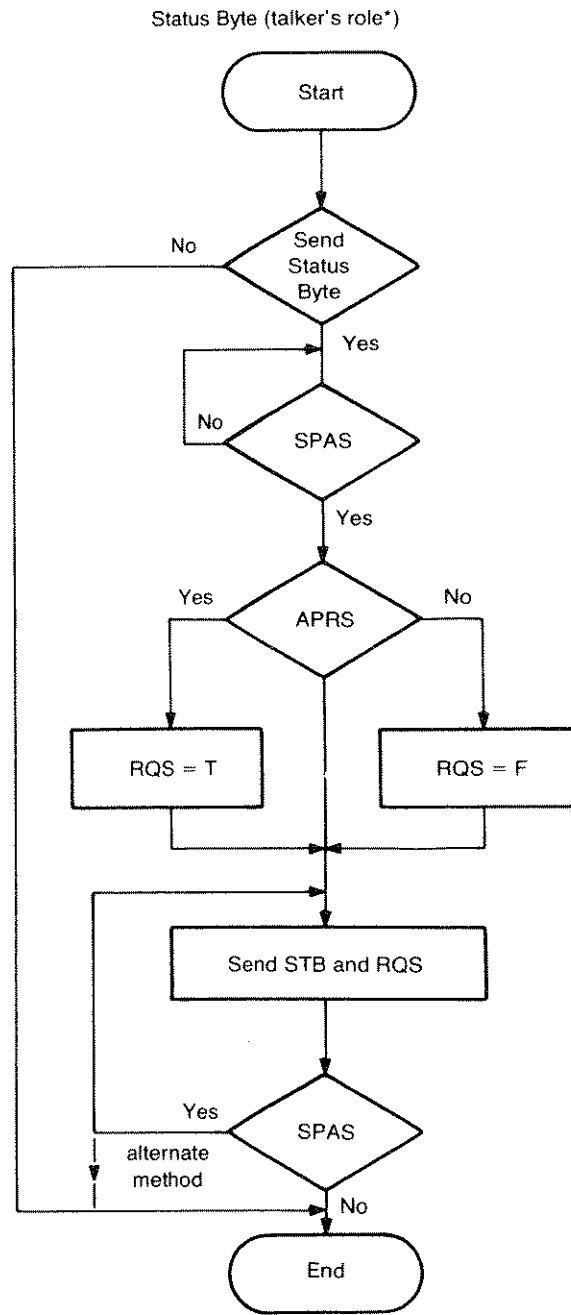 Status Byte (talker's role*)
Start
No
Send
Status
Byte
Yes
No
SPAS
Yes
Yes
APRS
No
RQS = T
RQS = F
Send STB and RQS
Yes
SPAS
alternate
method
No
End